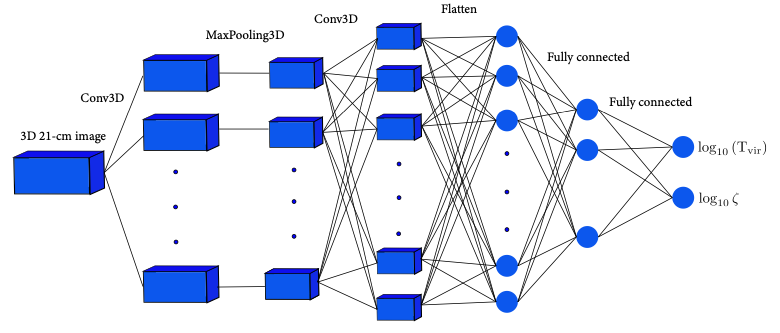 Flatten
Conv3D
MaxPooling3D
Fully connected
Conv3D
Fully connected
3D 21-cm image
log₁₀ (Tᵥᵢᵣ)
log₁₀ ζ